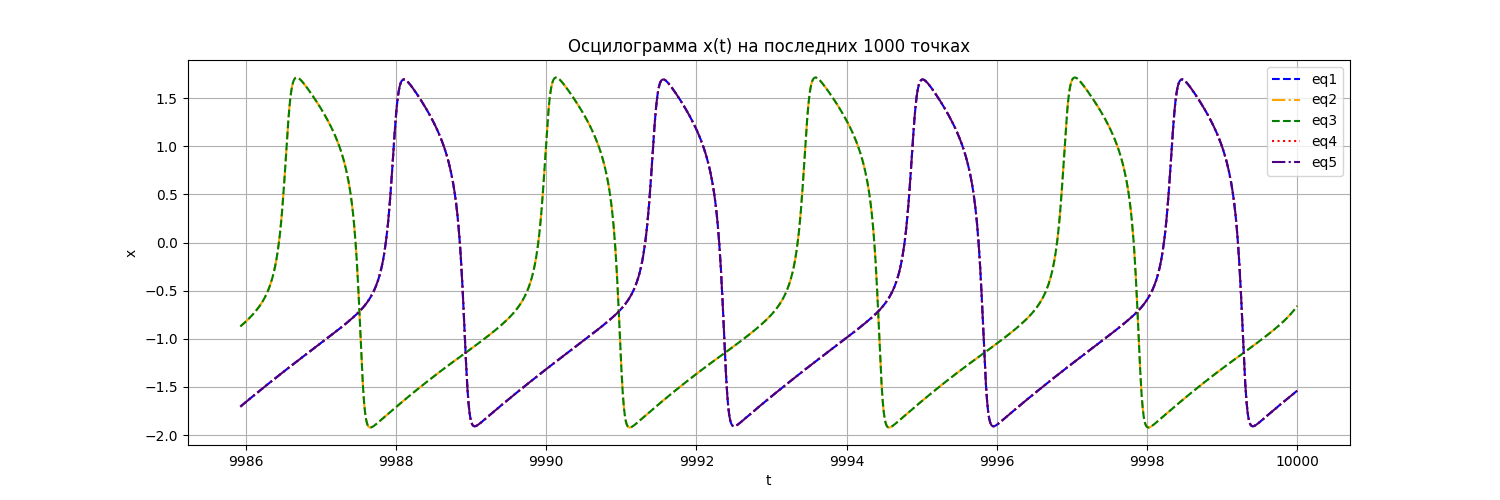 Осцилограмма x(t) на последних 1000 точках
eq1
eq2
eq3
eq4
eq5
x
1.5
1.0
0.5
0.0
−0.5
−1.0
−1.5
−2.0
9986 9988 9990 9992 9994 9996 9998 10000
t